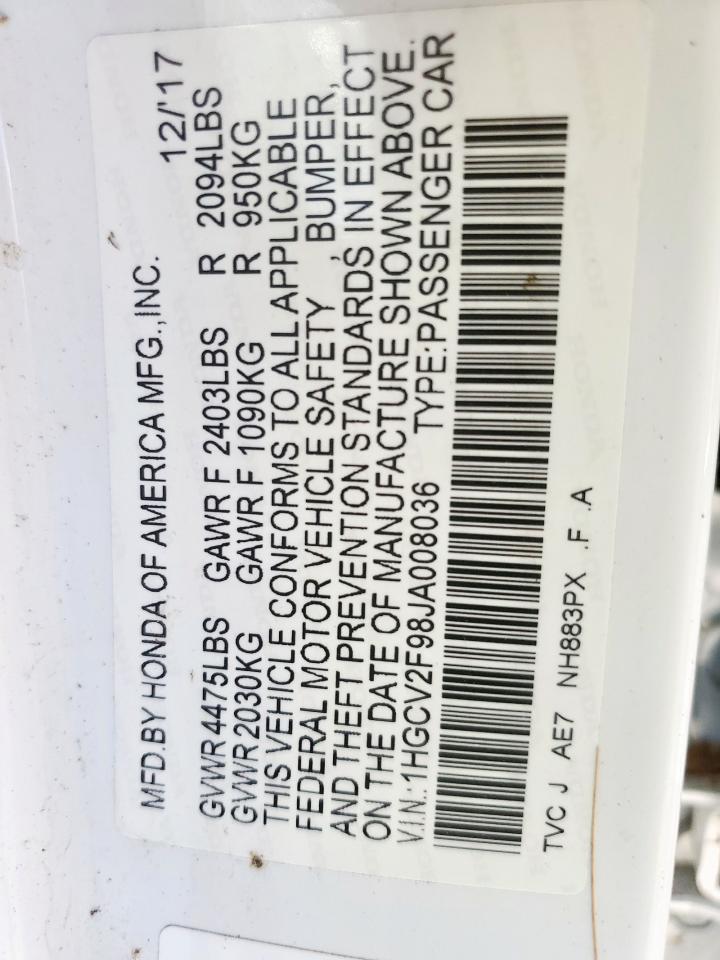 MFD.BY HONDA OF AMERICA MFG.,INC. 12/'17
GVWR 4475LBS GAWR F 2403LBS R 2094LBS
GVWR 2030KG GAWR F 1090KG R 950KG
THIS VEHICLE CONFORMS TO ALL APPLICABLE
FEDERAL MOTOR VEHICLE SAFETY , BUMPER,
AND THEFT PREVENTION STANDARDS IN EFFECT
ON THE DATE OF MANUFACTURE SHOWN ABOVE.
V.I.N.:1HGCV2F98JA008036 TYPE:PASSENGER CAR
TVC J AE7 NH883PX .F .A